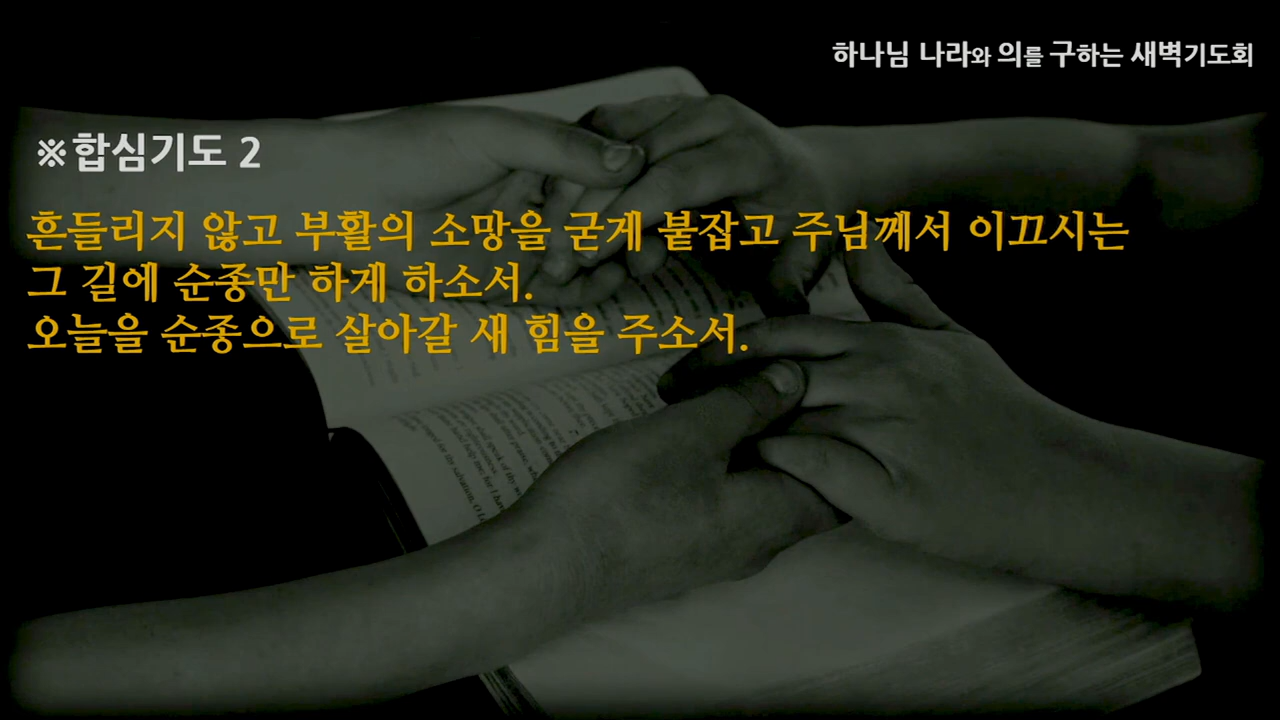 하나님 나라와 의를 구하는 새벽기도회
※합심기도 2
흔들리지 않고 부활의 소망을 굳게 붙잡고 주님께서 이끄시는
그 길에 순종만 하게 하소서.
오늘을 순종으로 살아갈 새 힘을 주소서.